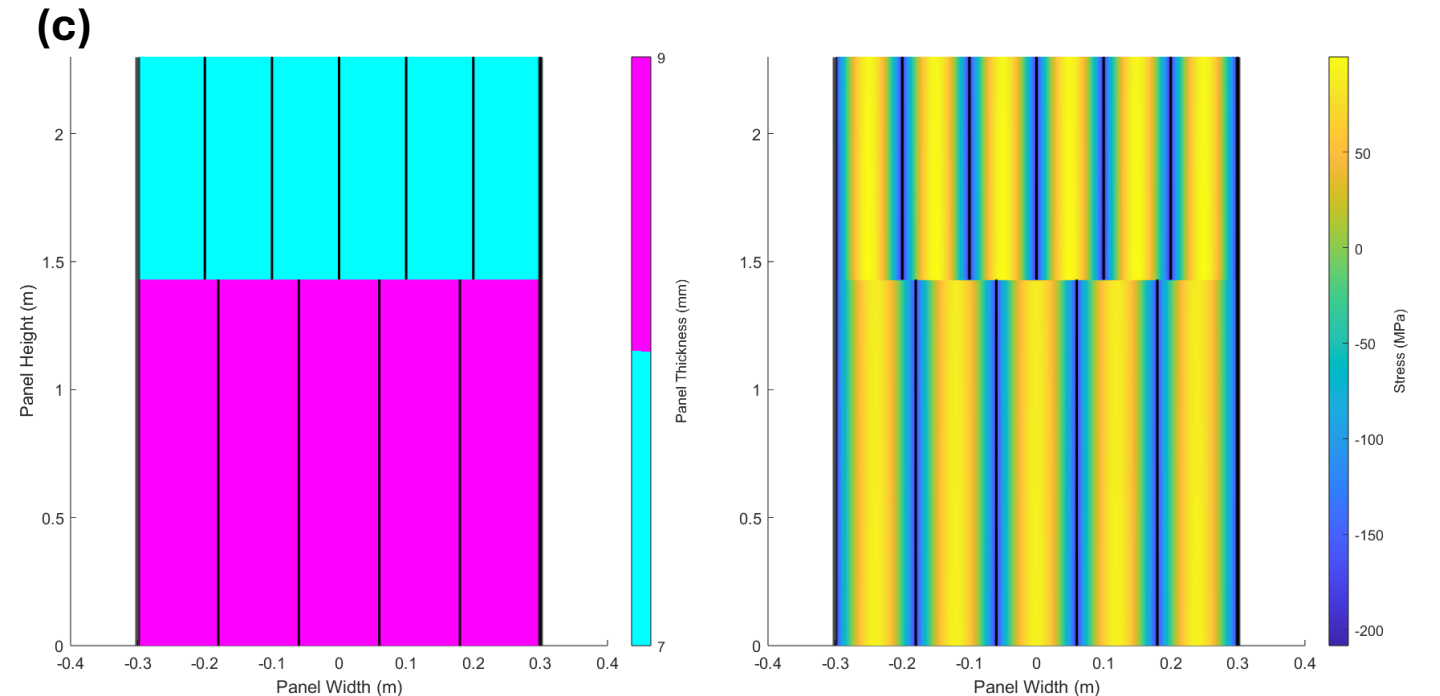 (c)
9
7
Panel Thickness (mm)
2
1.5
1
0.5
0
Panel Height (m)
-0.4 -0.3 -0.2 -0.1 0 0.1 0.2 0.3 0.4
Panel Width (m)
2
1.5
1
0.5
0
-0.4 -0.3 -0.2 -0.1 0 0.1 0.2 0.3 0.4
Panel Width (m)
50
0
-50
-100
-150
-200
Stress (MPa)